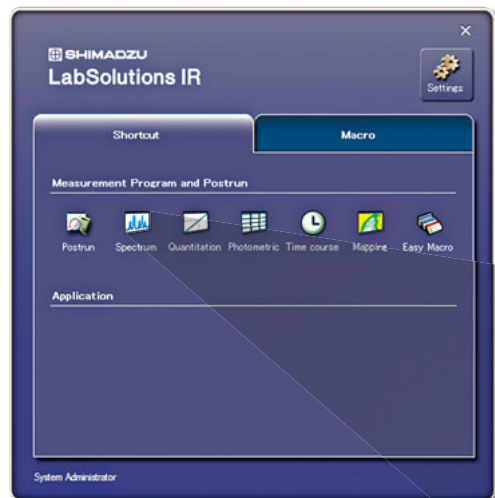 SHIMADZU
LabSolutions IR
Settings
Shortcut
Macro
Measurement Program and Postrun
Postrun
Spectrum
Quantitation
Photometric
Time course
Mapping
Easy Macro
Application
System Administrator